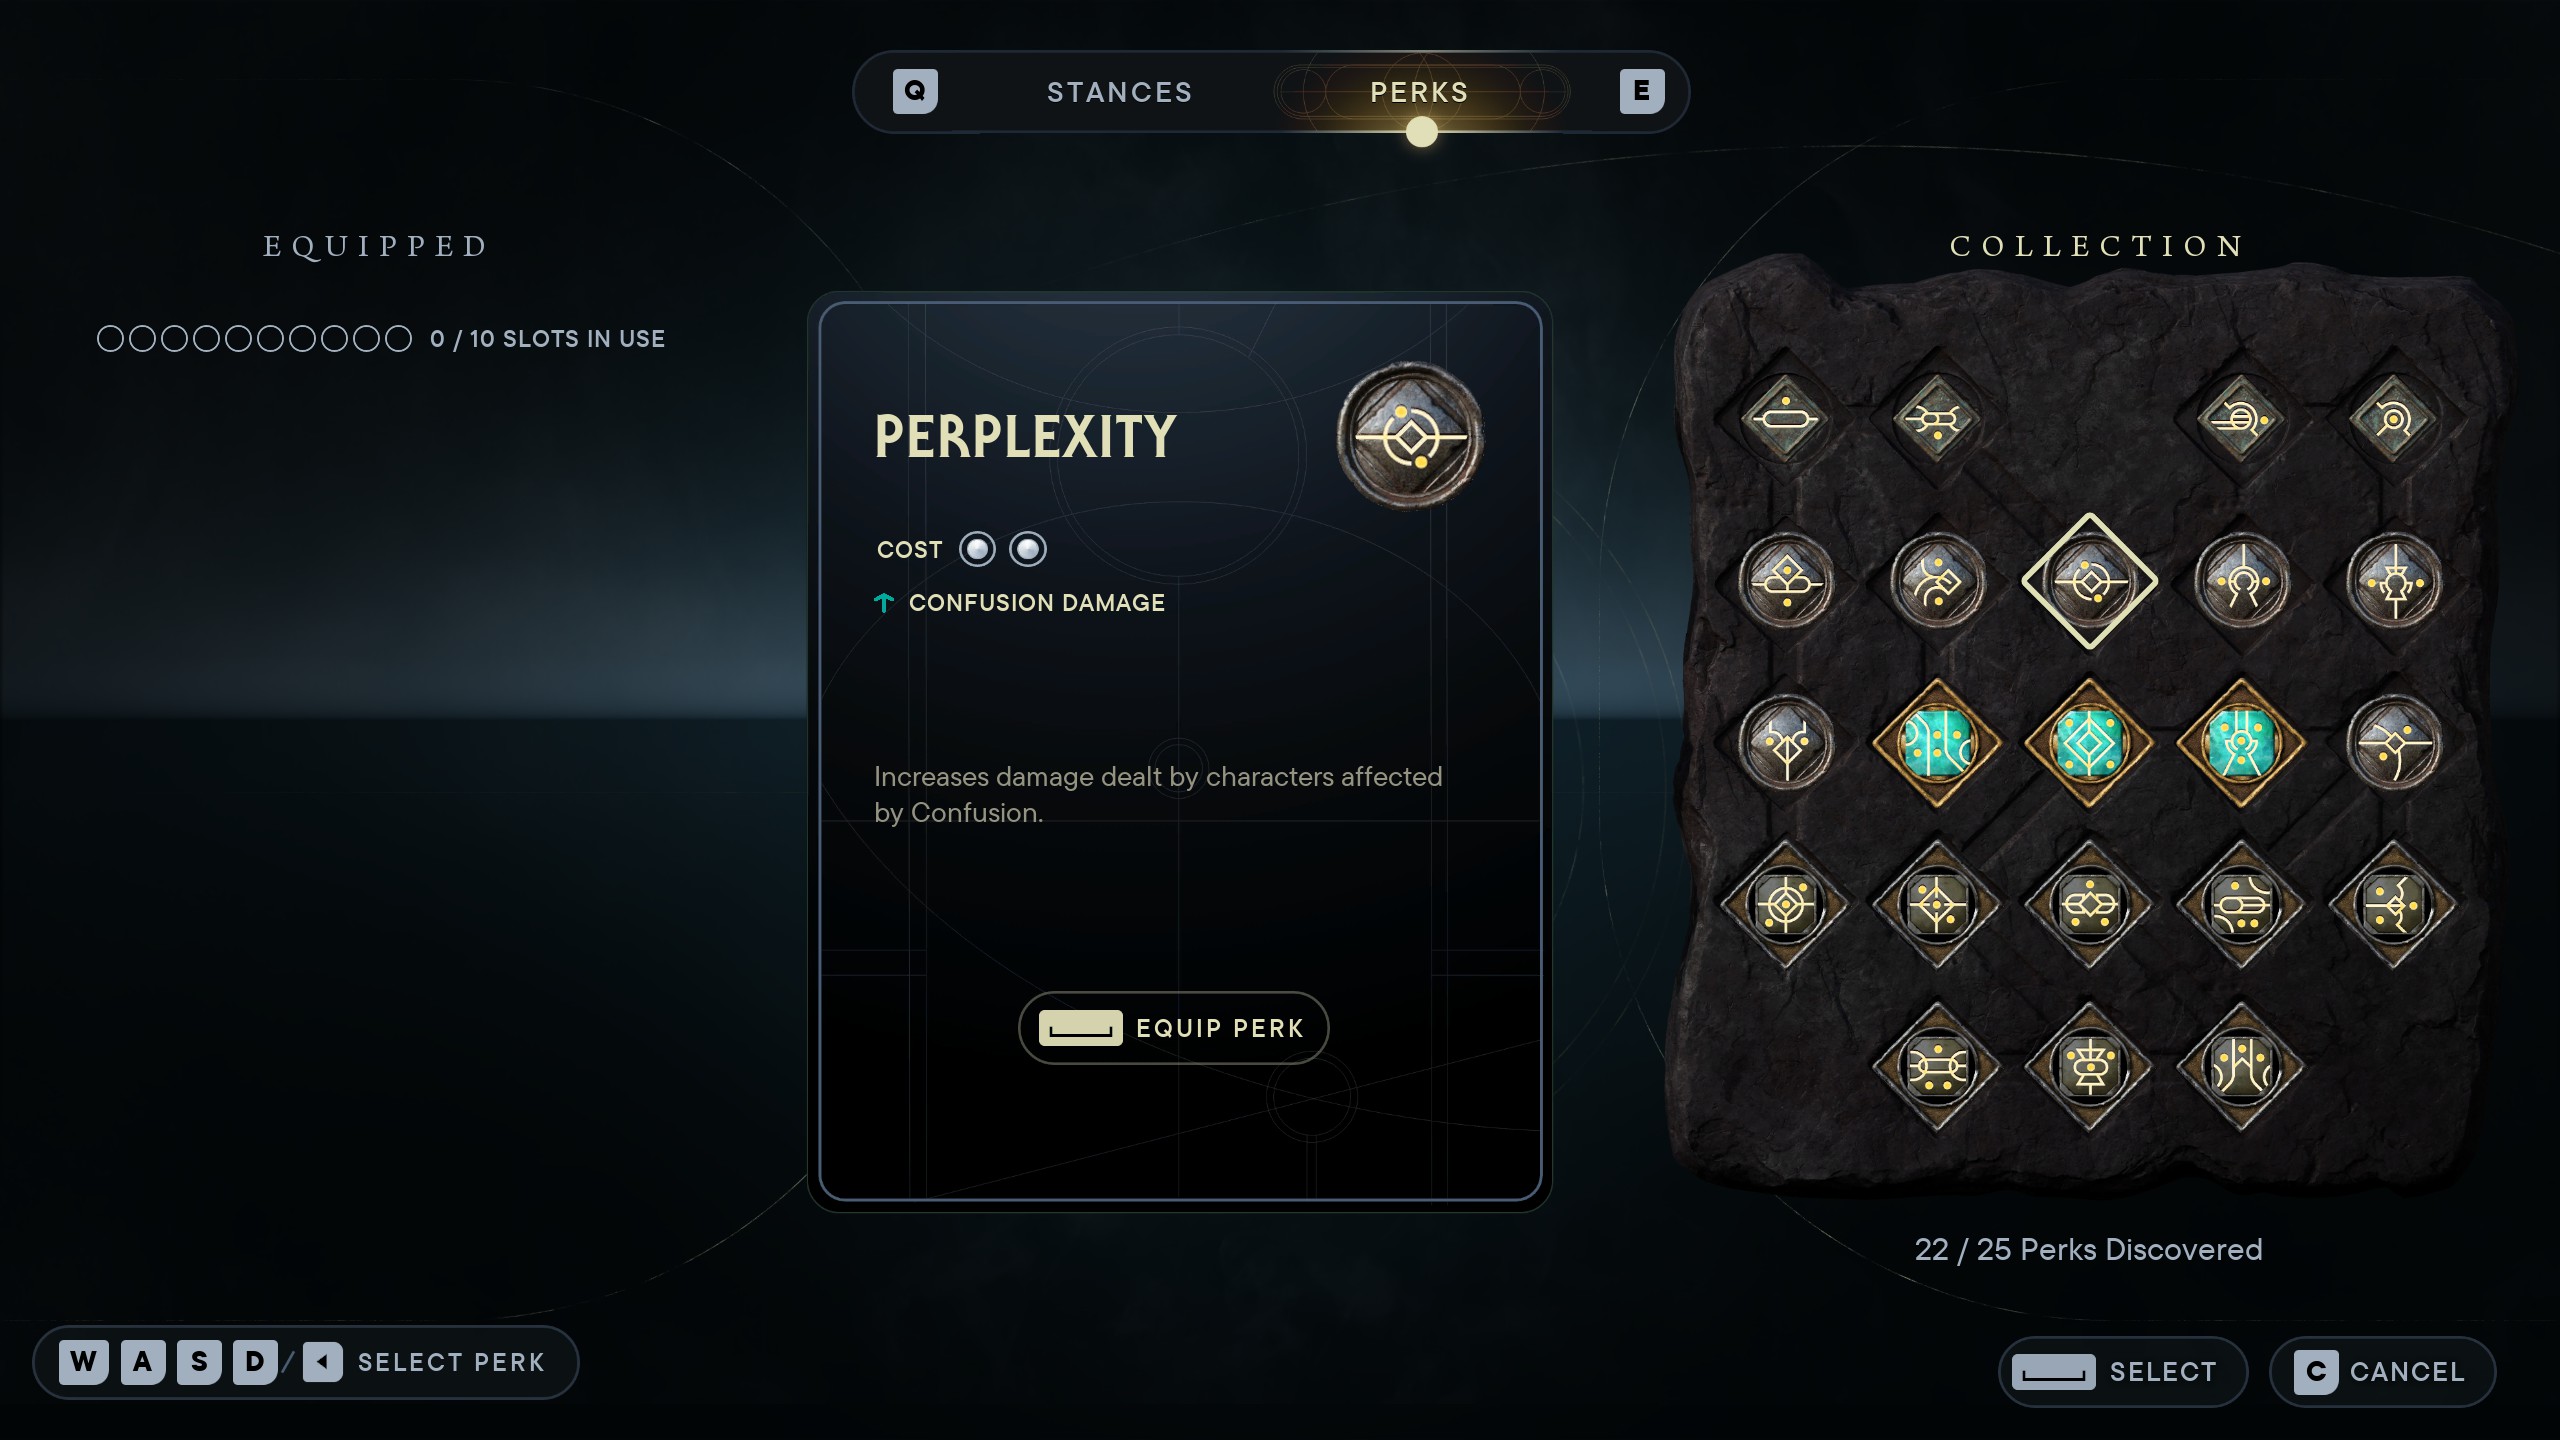 Q STANCES PERKS E
EQUIPPED
COLLECTION
0 / 10 SLOTS IN USE
PERPLEXITY
COST
CONFUSION DAMAGE
Increases damage dealt by characters affected
by Confusion.
EQUIP PERK
22 / 25 Perks Discovered
W A S D / SELECT PERK
SELECT
C CANCEL